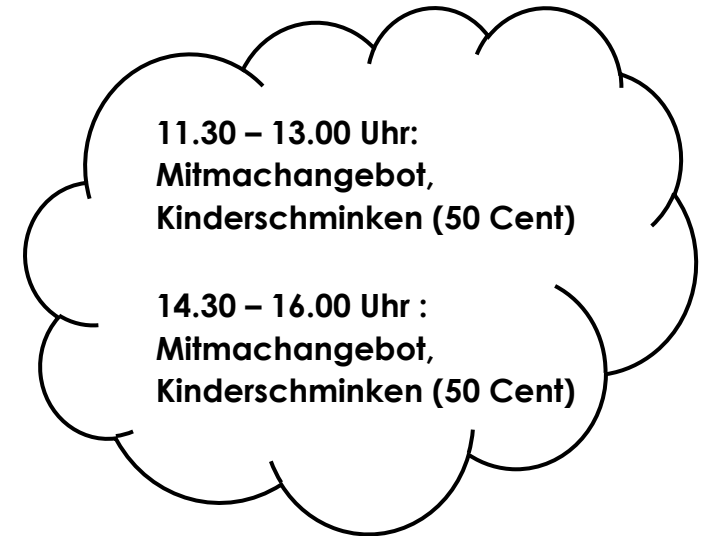 11.30 – 13.00 Uhr:
Mitmachangebot,
Kinderschminken (50 Cent)
14.30 – 16.00 Uhr :
Mitmachangebot,
Kinderschminken (50 Cent)